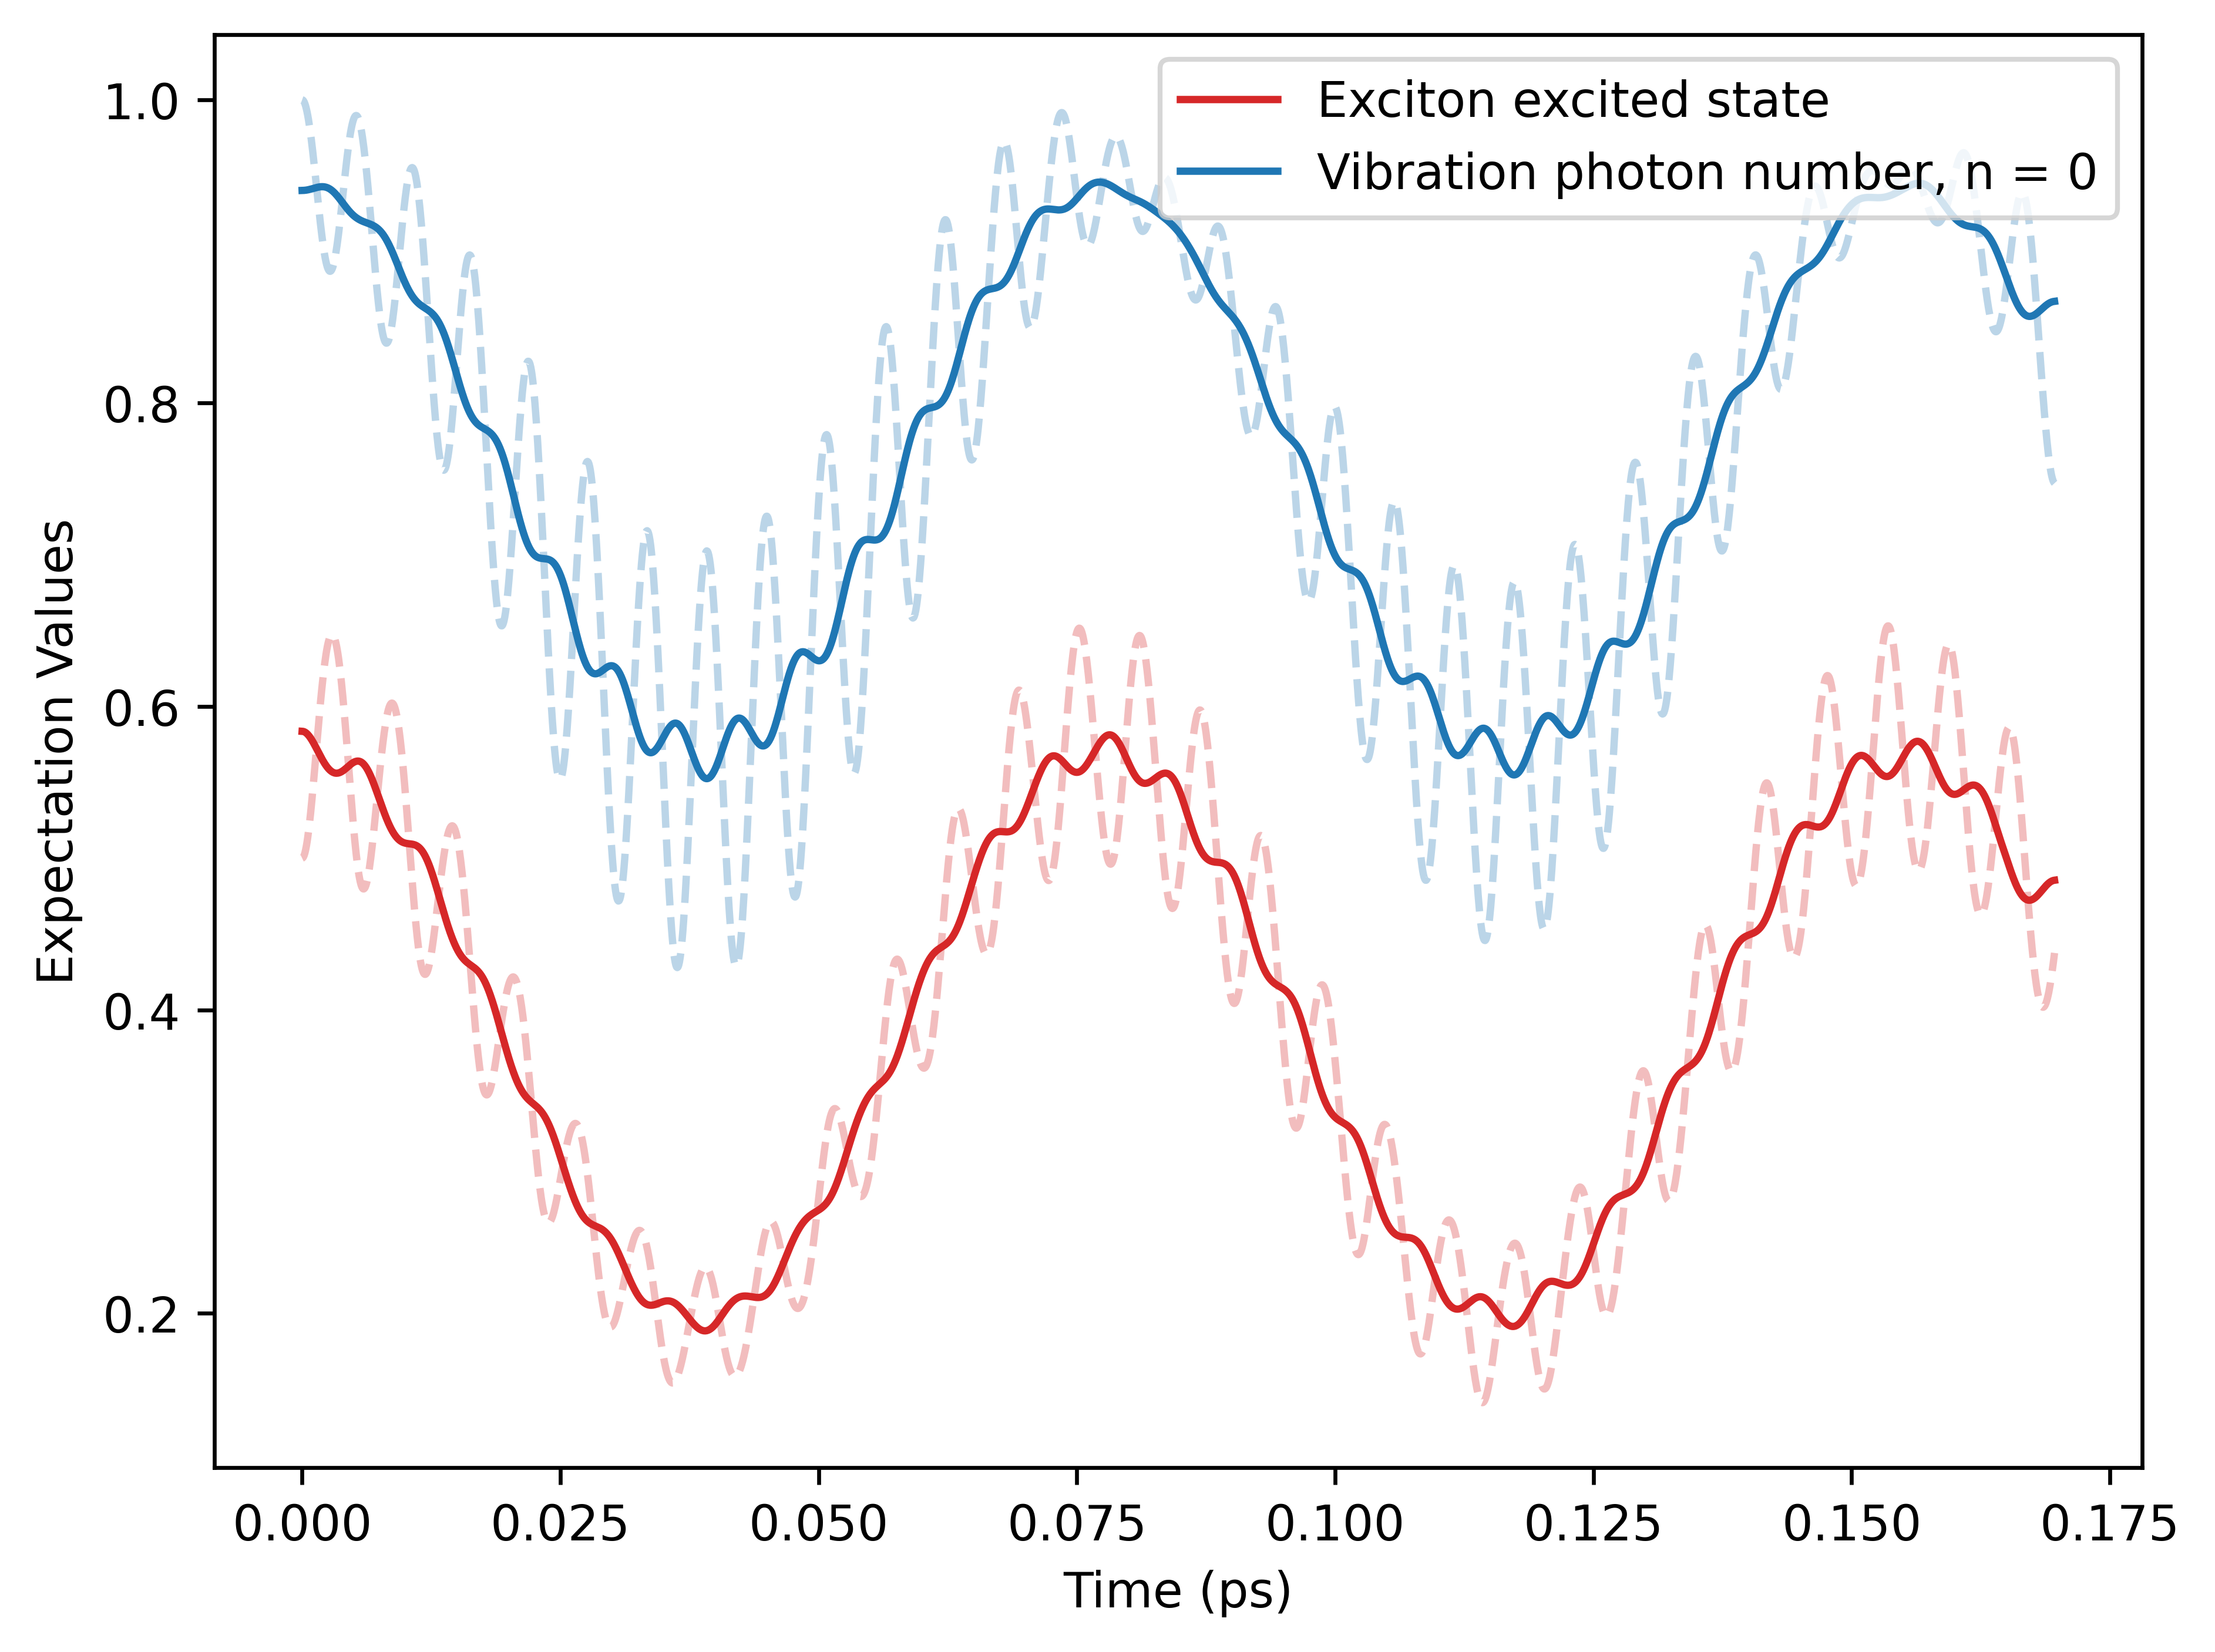 Exciton excited state
Vibration photon number, n = 0
1.0
0.8
0.6
0.4
0.2
Expectation Values
0.000 0.025 0.050 0.075 0.100 0.125 0.150 0.175
Time (ps)